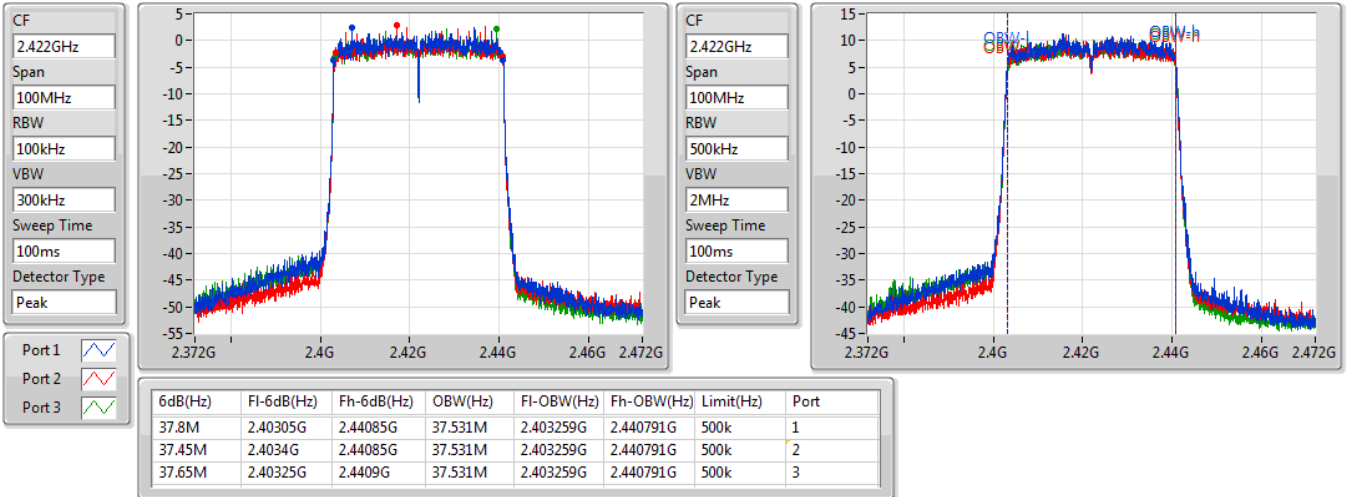 CF
2.422GHz
Span
100MHz
RBW
100kHz
VBW
300kHz
Sweep Time
100ms
Detector Type
Peak
5
0
-5
-10
-15
-20
-25
-30
-35
-40
-45
-50
-55
2.372G 2.4G 2.42G 2.44G 2.46G 2.472G
CF
2.422GHz
Span
100MHz
RBW
500kHz
VBW
2MHz
Sweep Time
100ms
Detector Type
Peak
15
10
5
0
-5
-10
-15
-20
-25
-30
-35
-40
-45
OBW-l OBW-h
2.372G 2.4G 2.42G 2.44G 2.46G 2.472G
Port 1
Port 2
Port 3
6dB(Hz) Fl-6dB(Hz) Fh-6dB(Hz) OBW(Hz) Fl-OBW(Hz) Fh-OBW(Hz) Limit(Hz) Port
37.8M 2.40305G 2.44085G 37.531M 2.403259G 2.440791G 500k 1
37.45M 2.4034G 2.44085G 37.531M 2.403259G 2.440791G 500k 2
37.65M 2.40325G 2.4409G 37.531M 2.403259G 2.440791G 500k 3